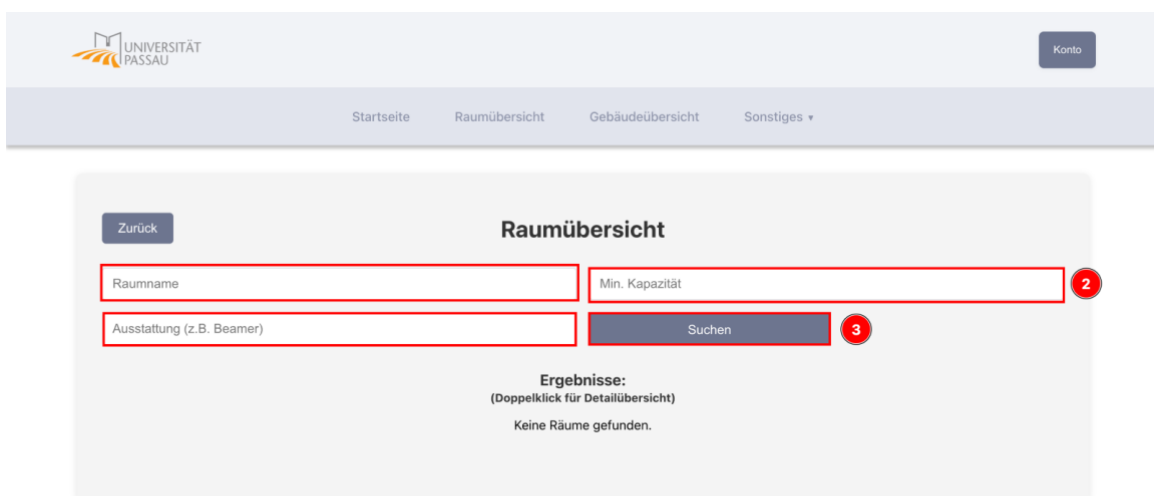 UNIVERSITÄT
PASSAU
Konto
Startseite Raumübersicht Gebäudeübersicht Sonstiges ▾
Zurück
Raumübersicht
Raumname
Min. Kapazität
2
Ausstattung (z.B. Beamer)
Suchen
3
Ergebnisse:
(Doppelklick für Detailübersicht)
Keine Räume gefunden.